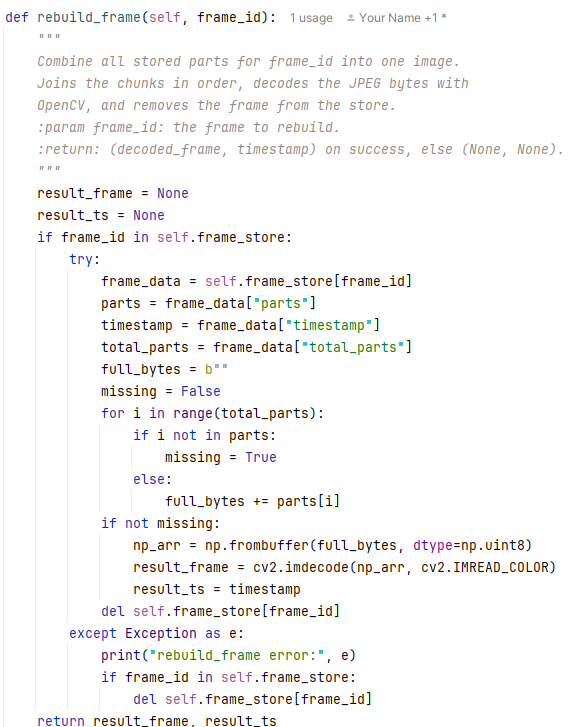 def rebuild_frame(self, frame_id):  1 usage  Your Name +1 *
    """
    Combine all stored parts for frame_id into one image.
    Joins the chunks in order, decodes the JPEG bytes with
    OpenCV, and removes the frame from the store.
    :param frame_id: the frame to rebuild.
    :return: (decoded_frame, timestamp) on success, else (None, None).
    """
    result_frame = None
    result_ts = None
    if frame_id in self.frame_store:
        try:
            frame_data = self.frame_store[frame_id]
            parts = frame_data["parts"]
            timestamp = frame_data["timestamp"]
            total_parts = frame_data["total_parts"]
            full_bytes = b""
            missing = False
            for i in range(total_parts):
                if i not in parts:
                    missing = True
                else:
                    full_bytes += parts[i]
            if not missing:
                np_arr = np.frombuffer(full_bytes, dtype=np.uint8)
                result_frame = cv2.imdecode(np_arr, cv2.IMREAD_COLOR)
                result_ts = timestamp
            del self.frame_store[frame_id]
        except Exception as e:
            print("rebuild_frame error:", e)
            if frame_id in self.frame_store:
                del self.frame_store[frame_id]
    return result_frame, result_ts